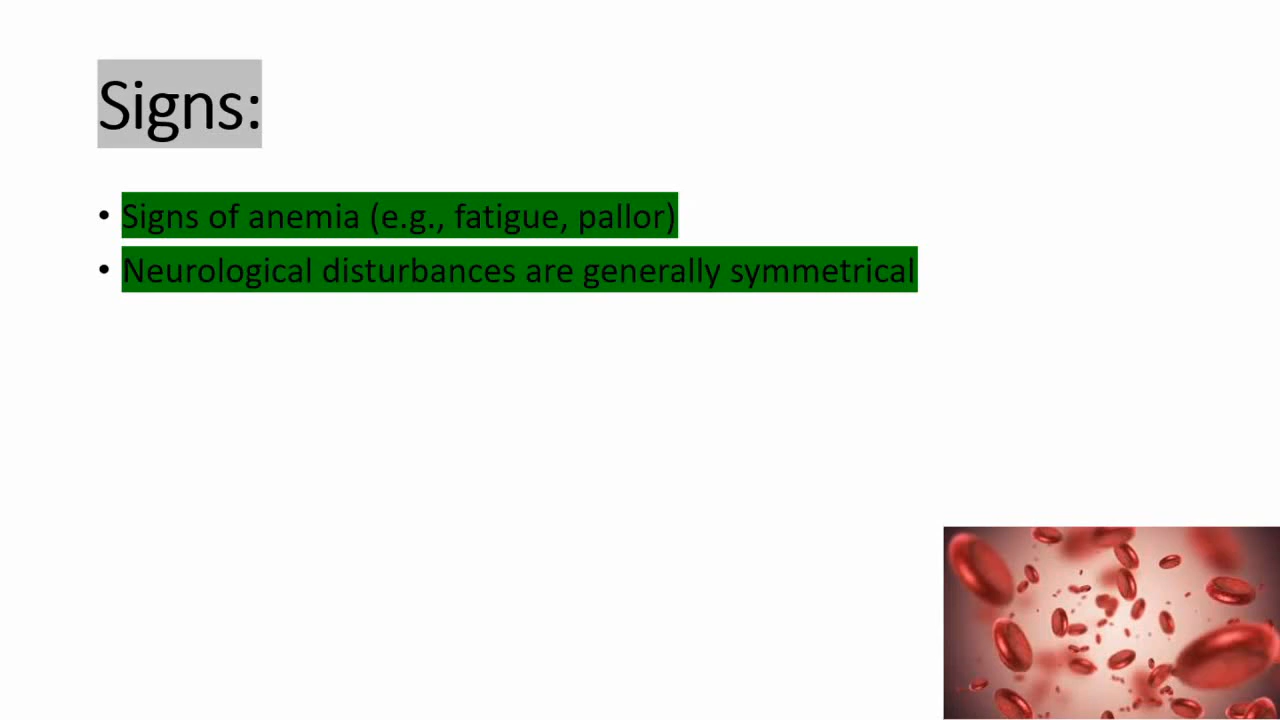 Signs:
• Signs of anemia (e.g., fatigue, pallor)
• Neurological disturbances are generally symmetrical